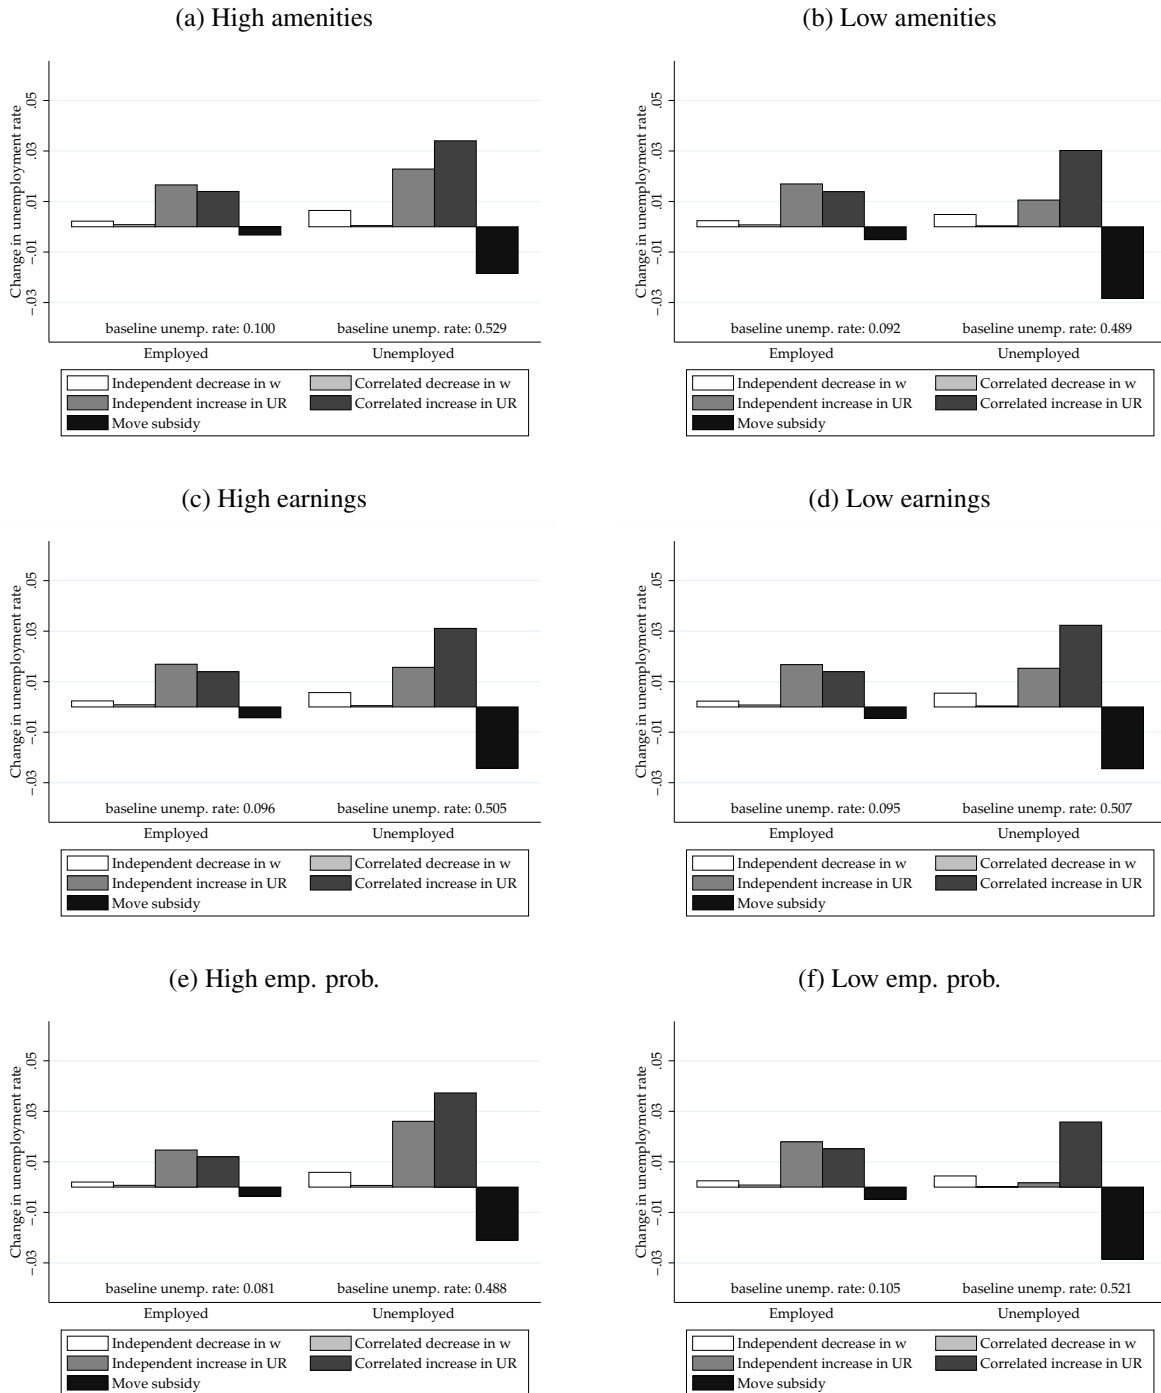 (a) High amenities
Change in unemployment rate
.05
.03
.01
-.01
-.03
baseline unemp. rate: 0.100
baseline unemp. rate: 0.529
Employed
Unemployed
Independent decrease in w
Correlated decrease in w
Independent increase in UR
Correlated increase in UR
Move subsidy
(b) Low amenities
Change in unemployment rate
.05
.03
.01
-.01
-.03
baseline unemp. rate: 0.092
baseline unemp. rate: 0.489
Employed
Unemployed
Independent decrease in w
Correlated decrease in w
Independent increase in UR
Correlated increase in UR
Move subsidy
(c) High earnings
Change in unemployment rate
.05
.03
.01
-.01
-.03
baseline unemp. rate: 0.096
baseline unemp. rate: 0.505
Employed
Unemployed
Independent decrease in w
Correlated decrease in w
Independent increase in UR
Correlated increase in UR
Move subsidy
(d) Low earnings
Change in unemployment rate
.05
.03
.01
-.01
-.03
baseline unemp. rate: 0.095
baseline unemp. rate: 0.507
Employed
Unemployed
Independent decrease in w
Correlated decrease in w
Independent increase in UR
Correlated increase in UR
Move subsidy
(e) High emp. prob.
Change in unemployment rate
.05
.03
.01
-.01
-.03
baseline unemp. rate: 0.081
baseline unemp. rate: 0.488
Employed
Unemployed
Independent decrease in w
Correlated decrease in w
Independent increase in UR
Correlated increase in UR
Move subsidy
(f) Low emp. prob.
Change in unemployment rate
.05
.03
.01
-.01
-.03
baseline unemp. rate: 0.105
baseline unemp. rate: 0.521
Employed
Unemployed
Independent decrease in w
Correlated decrease in w
Independent increase in UR
Correlated increase in UR
Move subsidy